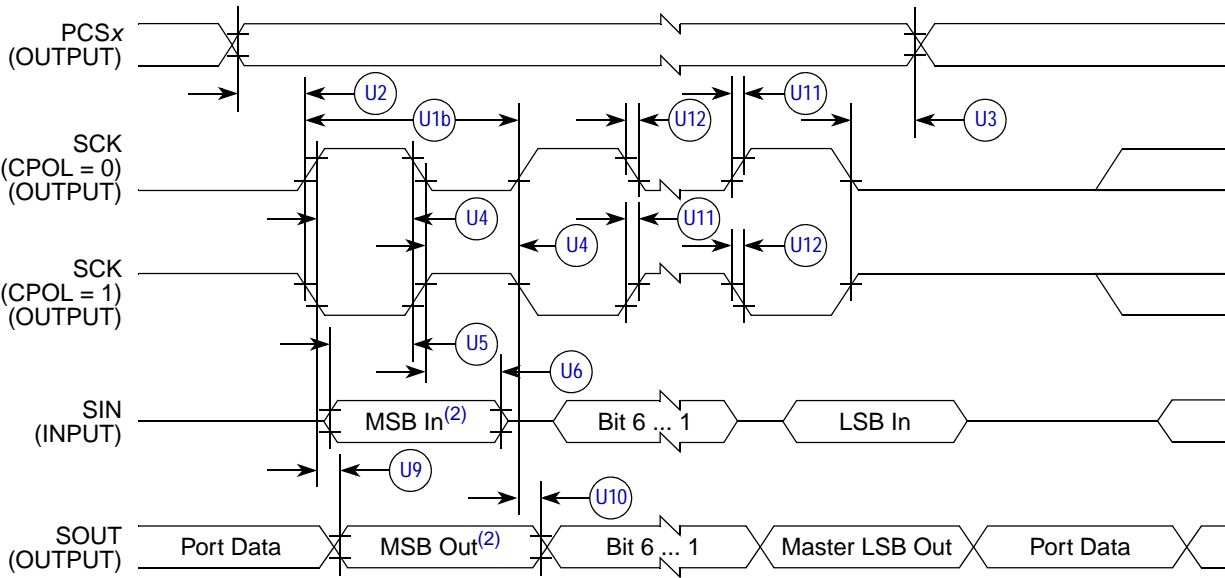 PCSx
(OUTPUT)
U2
U11
U1b
U12
U3
SCK
(CPOL = 0)
(OUTPUT)
U4
U11
U4
U12
SCK
(CPOL = 1)
(OUTPUT)
U5
U6
SIN
(INPUT)
MSB In(2)
Bit 6 ... 1
LSB In
U9
U10
SOUT
(OUTPUT)
Port Data
MSB Out(2)
Bit 6 ... 1
Master LSB Out
Port Data